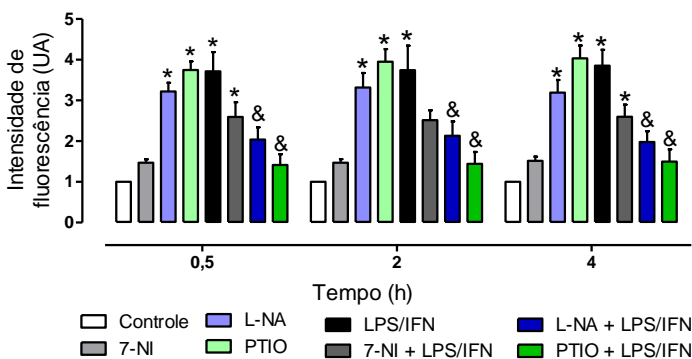 Intensidade de
fluorescência (UA)
5
4
3
2
1
0
* * * * & &
* * * & &
* * * * & &
0,5 2 4
Tempo (h)
Controle L-NA LPS/IFN L-NA + LPS/IFN
7-NI PTIO 7-NI + LPS/IFN PTIO + LPS/IFN